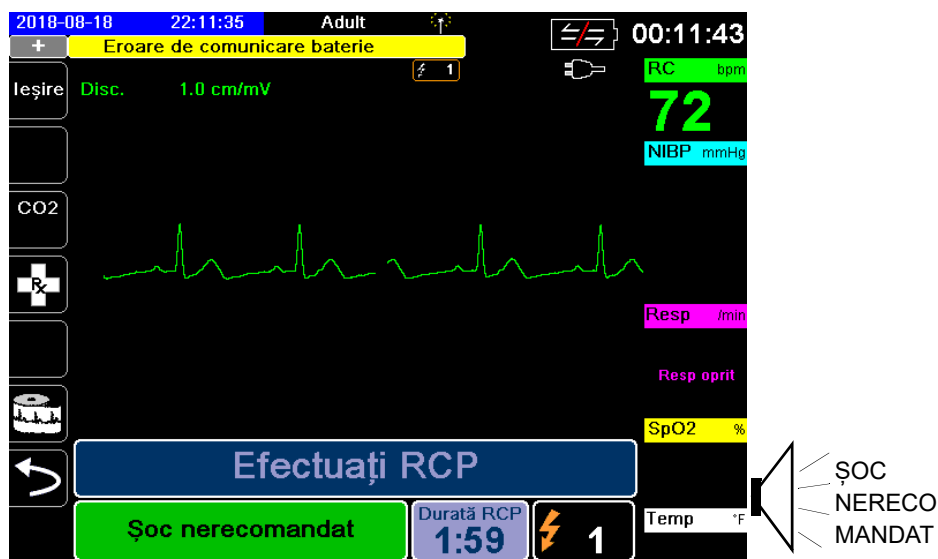 2018-08-18 22:11:35 Adult 00:11:43
+ Eroare de comunicare baterie
1
Ieșire Disc. 1.0 cm/mV
RC bpm
72
NIBP mmHg
CO2
Rx
Resp /min
Resp oprit
SpO2 %
Efectuați RCP
Șoc nerecomandat
Durată RCP
1:59
1
Temp °F
ȘOC
NERECO
MANDAT